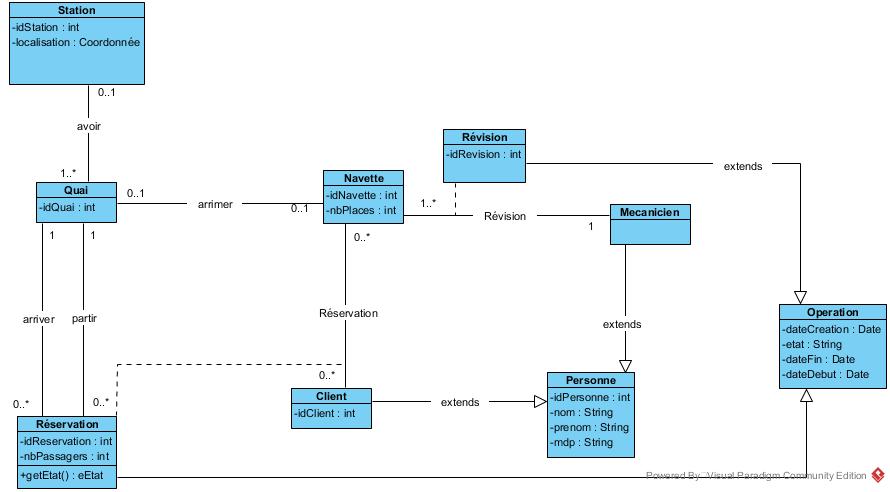 Station
-idStation : int
-localisation : Coordonnée
0..1
avoir
1..*
Quai
-idQuai : int
0..1
arrimer
0..1
Navette
-idNavette : int
-nbPlaces : int
Révision
-idRevision : int
extends
1..*
Révision
1
Mecanicien
1
1
0..*
arriver
partir
Réservation
extends
Operation
-dateCreation : Date
-etat : String
-dateFin : Date
-dateDebut : Date
0..*
0..*
0..*
Client
-idClient : int
extends
Personne
-idPersonne : int
-nom : String
-prenom : String
-mdp : String
Réservation
-idReservation : int
-nbPassagers : int
+getEtat() : eEtat
Powered By Visual Paradigm Community Edition